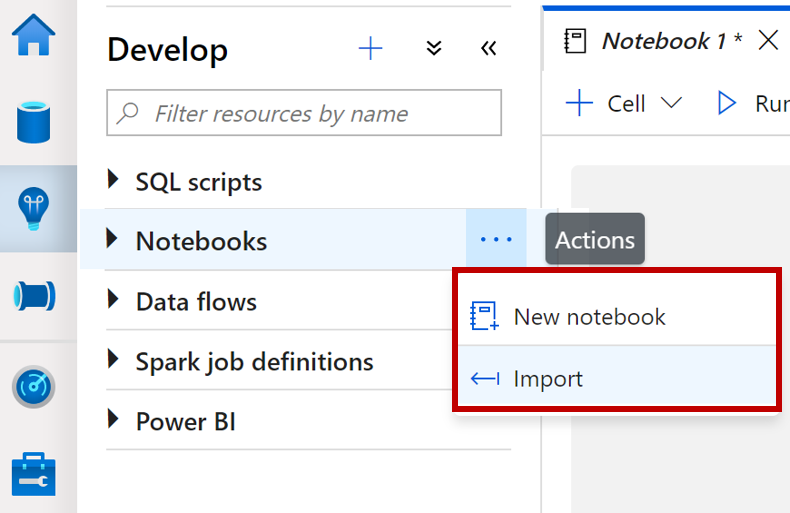 Develop
Notebook 1 *
Filter resources by name
Cell
Run
SQL scripts
Notebooks
...
Actions
Data flows
New notebook
Spark job definitions
Import
Power BI